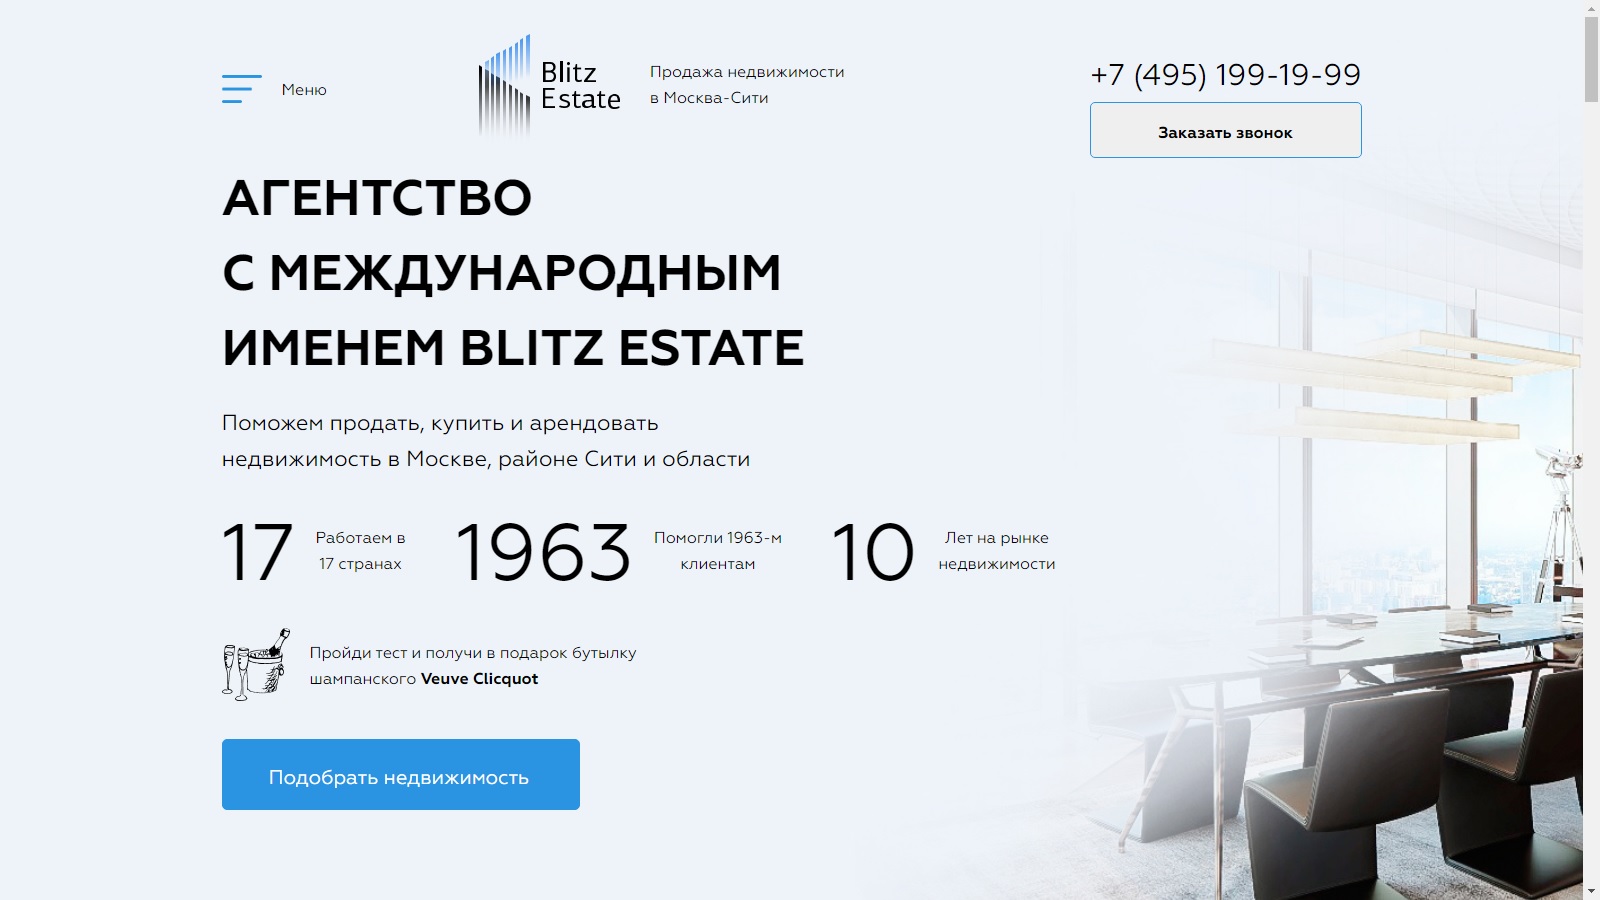 Меню
Blitz
Estate
Продажа недвижимости
в Москва-Сити
+7 (495) 199-19-99
Заказать звонок
АГЕНТСТВО
С МЕЖДУНАРОДНЫМ
ИМЕНЕМ BLITZ ESTATE
Поможем продать, купить и арендовать
недвижимость в Москве, районе Сити и области
17
Работаем в
17 странах
1963
Помогли 1963-м
клиентам
10
Лет на рынке
недвижимости
Пройди тест и получи в подарок бутылку
шампанского Veuve Clicquot
Подобрать недвижимость